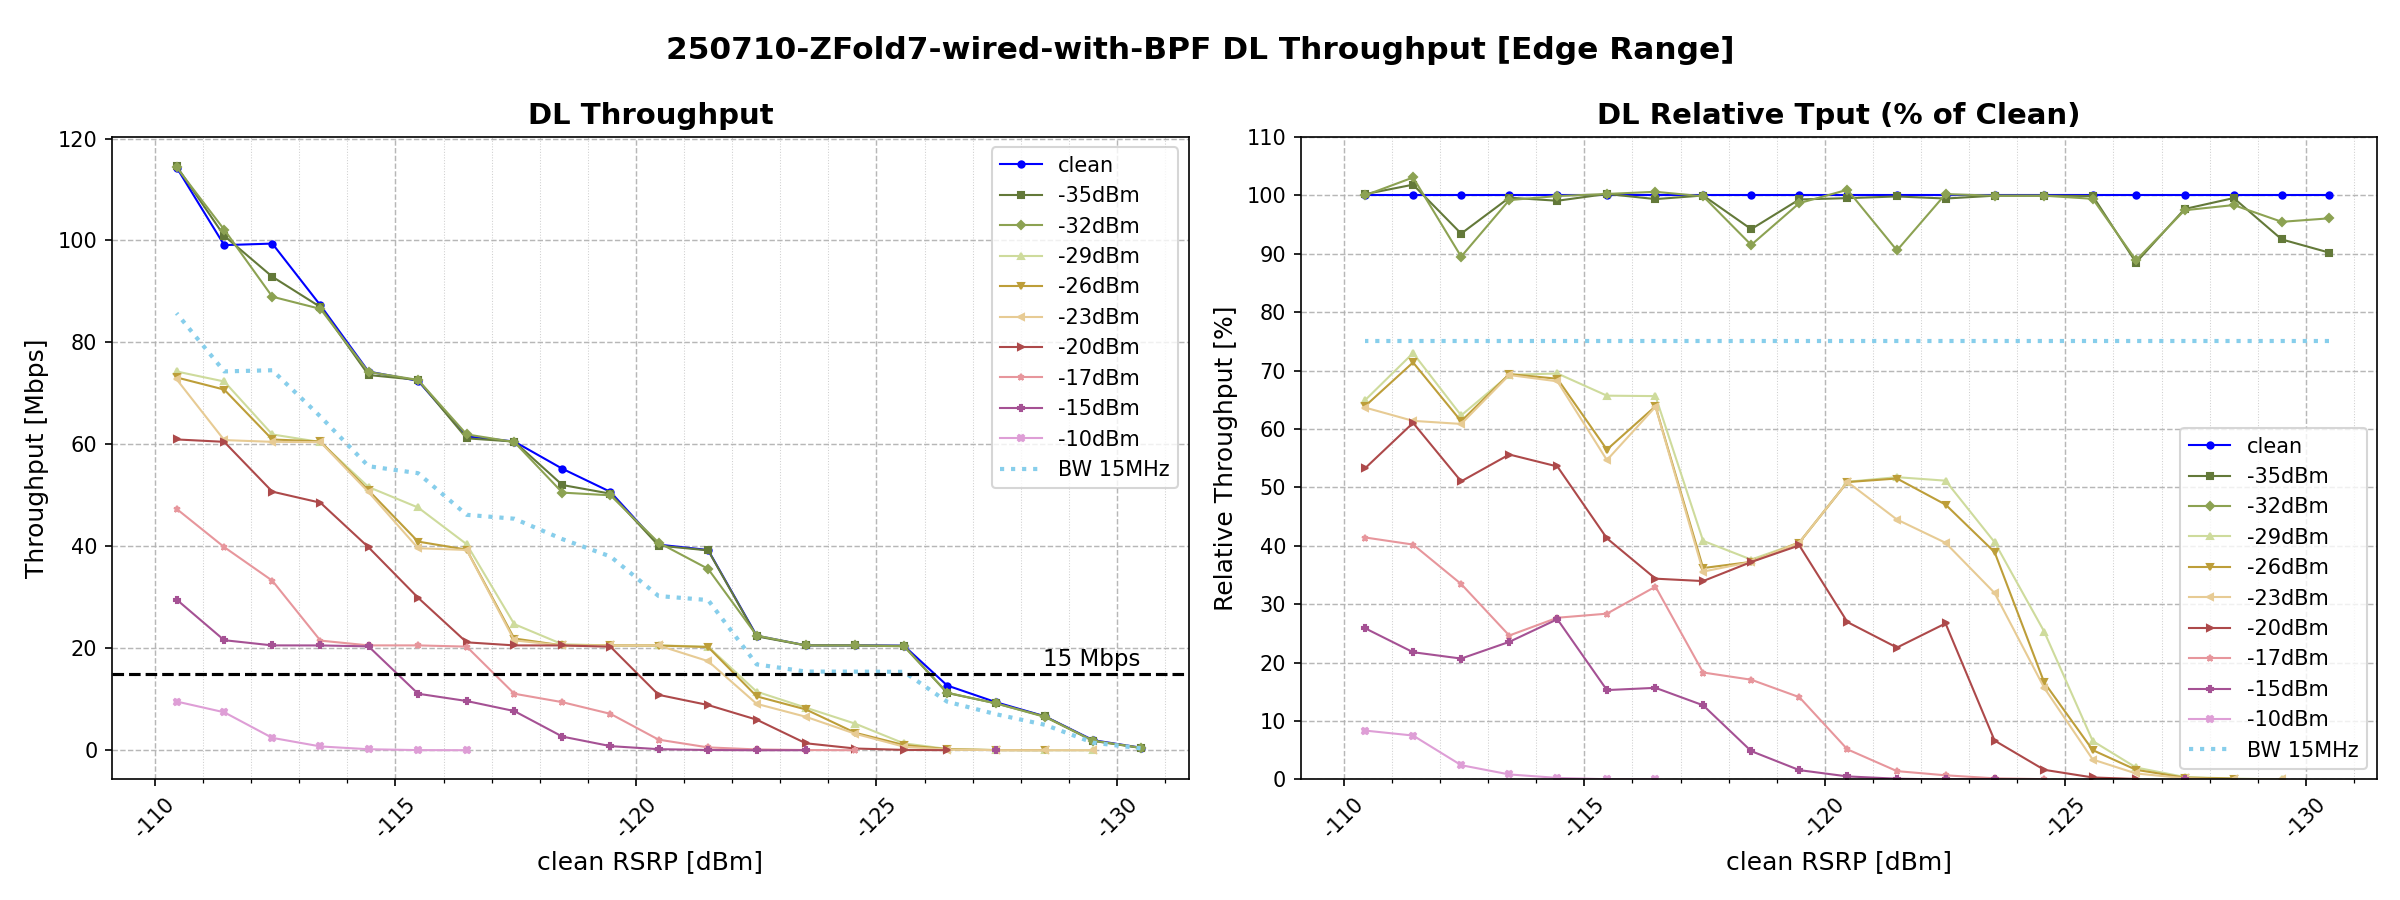 250710-ZFold7-wired-with-BPF DL Throughput [Edge Range]
DL Throughput
Throughput [Mbps]
120
100
80
60
40
20
0
-110
-115
-120
-125
-130
clean RSRP [dBm]
15 Mbps
clean
-35dBm
-32dBm
-29dBm
-26dBm
-23dBm
-20dBm
-17dBm
-15dBm
-10dBm
BW 15MHz
DL Relative Tput (% of Clean)
Relative Throughput [%]
110
100
90
80
70
60
50
40
30
20
10
0
-110
-115
-120
-125
-130
clean RSRP [dBm]
clean
-35dBm
-32dBm
-29dBm
-26dBm
-23dBm
-20dBm
-17dBm
-15dBm
-10dBm
BW 15MHz